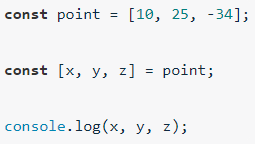 const point = [10, 25, -34];
const [x, y, z] = point;
console.log(x, y, z);